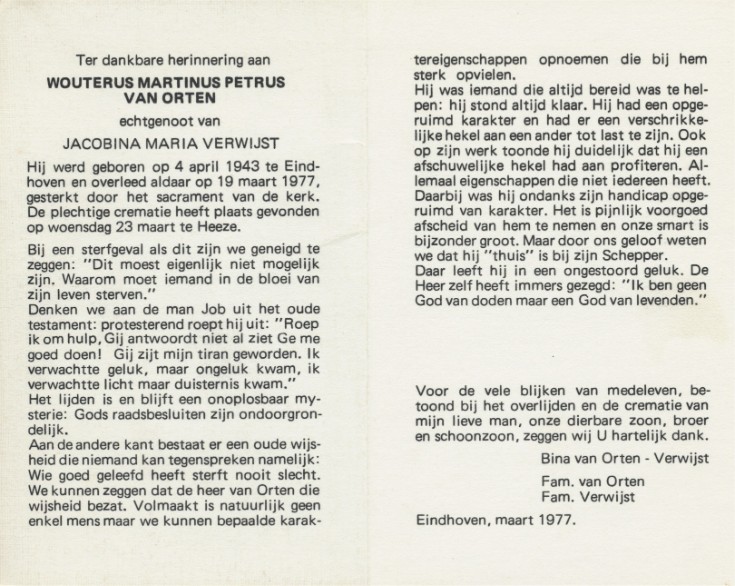 Ter dankbare herinnering aan
WOUTERUS MARTINUS PETRUS
VAN ORTEN
echtgenoot van
JACOBINA MARIA VERWIJST
Hij werd geboren op 4 april 1943 te Eind-
hoven en overleed aldaar op 19 maart 1977,
gesterkt door het sacrament van de kerk.
De plechtige crematie heeft plaats gevonden
op woensdag 23 maart te Heeze.
Bij een sterfgeval als dit zijn we geneigd te
zeggen: "Dit moest eigenlijk niet mogelijk
zijn. Waarom moet iemand in de bloei van
zijn leven sterven."
Denken we aan de man Job uit het oude
testament: protesterend roept hij uit: "Roep
ik om hulp, Gij antwoordt niet al ziet Ge me
goed doen! Gij zijt mijn tiran geworden. Ik
verwachtte geluk, maar ongeluk kwam, ik
verwachtte licht maar duisternis kwam."
Het lijden is en blijft een onoplosbaar my-
sterie: Gods raadsbesluiten zijn ondoorgron-
delijk.
Aan de andere kant bestaat er een oude wijs-
heid die niemand kan tegenspreken namelijk:
Wie goed geleefd heeft sterft nooit slecht.
We kunnen zeggen dat de heer van Orten die
wijsheid bezat. Volmaakt is natuurlijk geen
enkel mens maar we kunnen bepaalde karak-
tereigenschappen opnoemen die bij hem
sterk opvielen.
Hij was iemand die altijd bereid was te hel-
pen: hij stond altijd klaar. Hij had een opge-
ruimd karakter en had er een verschrikke-
lijke hekel aan een ander tot last te zijn. Ook
op zijn werk toonde hij duidelijk dat hij een
afschuwelijke hekel had aan profiteren. Al-
lemaal eigenschappen die niet iedereen heeft.
Daarbij was hij ondanks zijn handicap opge-
ruimd van karakter. Het is pijnlijk voorgoed
afscheid van hem te nemen en onze smart is
bijzonder groot. Maar door ons geloof weten
we dat hij "thuis" is bij zijn Schepper.
Daar leeft hij in een ongestoord geluk. De
Heer zelf heeft immers gezegd: "Ik ben geen
God van doden maar een God van levenden."
Voor de vele blijken van medeleven, be-
toond bij het overlijden en de crematie van
mijn lieve man, onze dierbare zoon, broer
en schoonzoon, zeggen wij U hartelijk dank.
Bina van Orten - Verwijst
Fam. van Orten
Fam. Verwijst
Eindhoven, maart 1977.